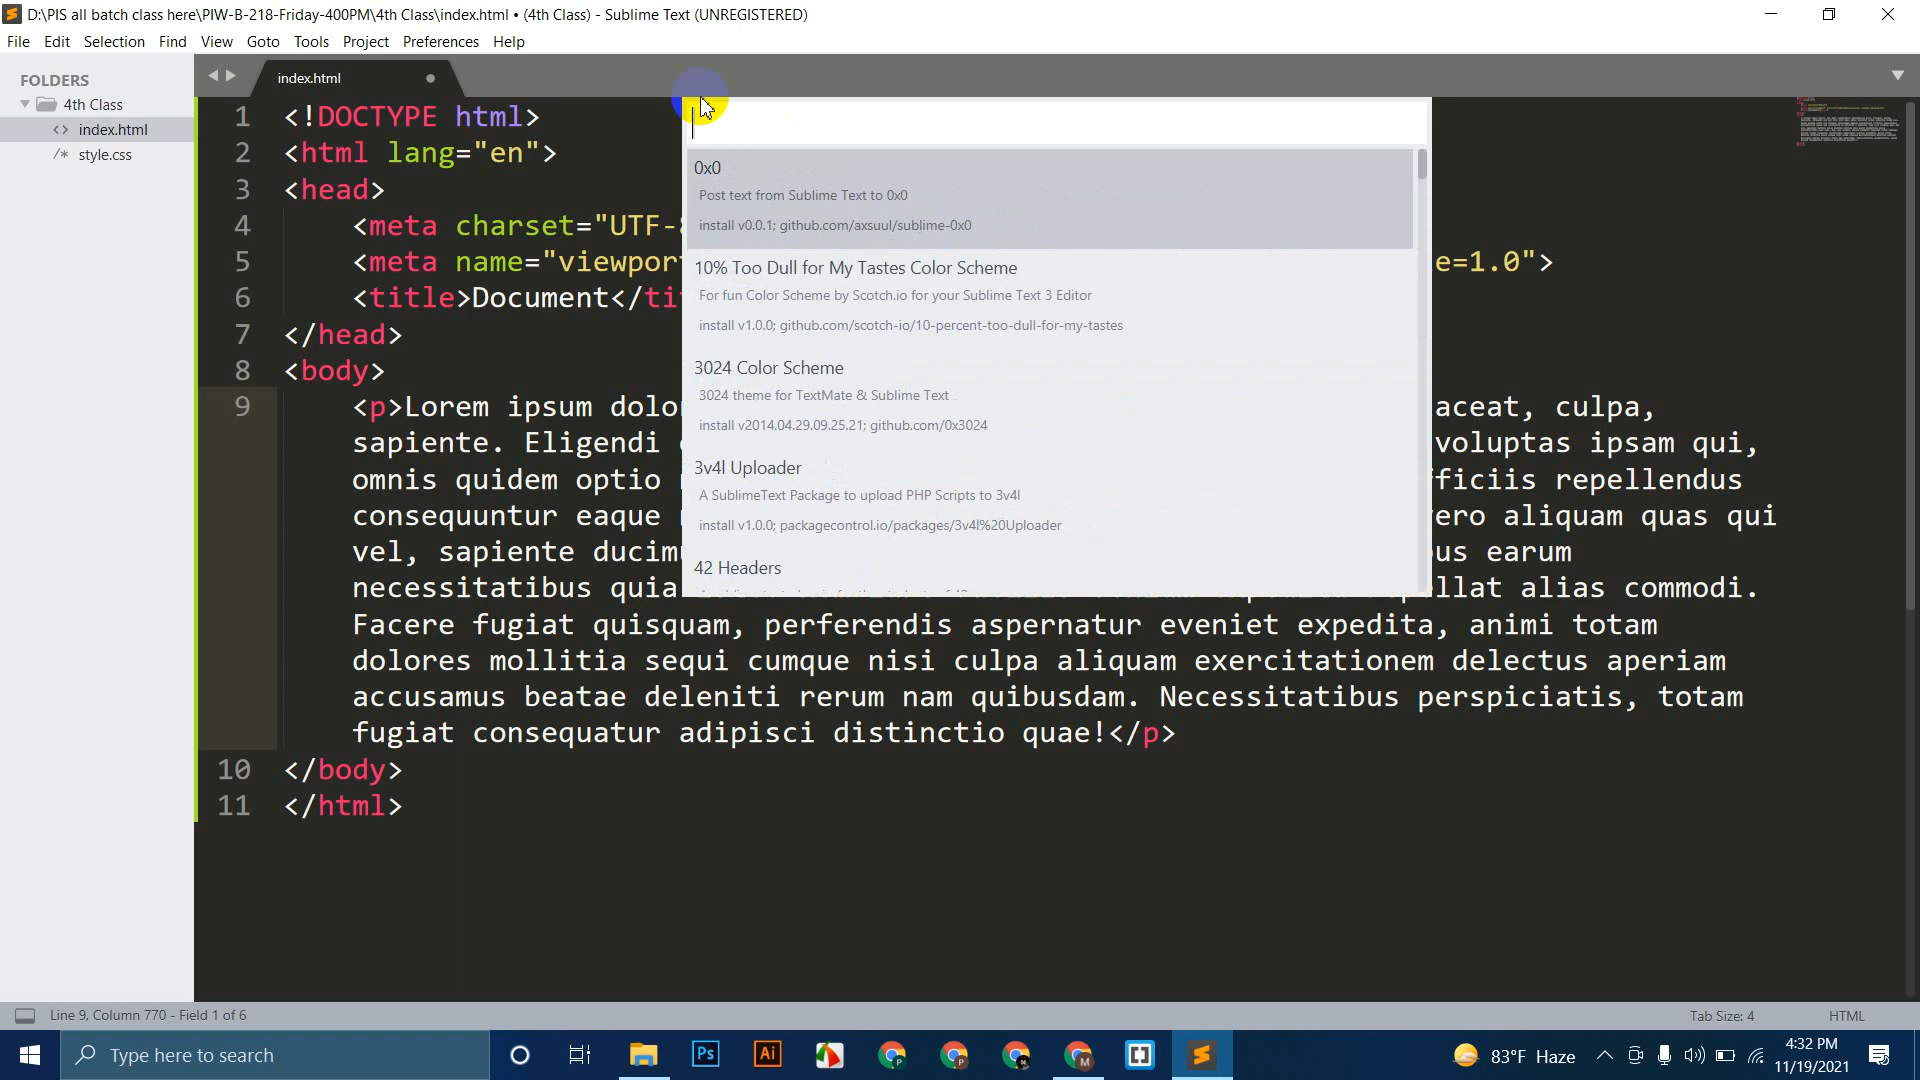 D:\PIS all batch class here\PIW-B-218-Friday-400PM\4th Class\index.html • (4th Class) - Sublime Text (UNREGISTERED)
File Edit Selection Find View Goto Tools Project Preferences Help
FOLDERS
4th Class
<> index.html
/* style.css
index.html
1 <!DOCTYPE html>
2 <html lang="en">
3 <head>
4 <meta charset="UTF-
5 <meta name="viewport e=1.0">
6 <title>Document</ti
7 </head>
8 <body>
9 <p>Lorem ipsum dolo aceat, culpa,
sapiente. Eligendi voluptas ipsam qui,
omnis quidem optio fficiis repellendus
consequuntur eaque ero aliquam quas qui
vel, sapiente ducim us earum
necessitatibus quia llat alias commodi.
Facere fugiat quisquam, perferendis aspernatur eveniet expedita, animi totam
dolores mollitia sequi cumque nisi culpa aliquam exercitationem delectus aperiam
accusamus beatae deleniti rerum nam quibusdam. Necessitatibus perspiciatis, totam
fugiat consequatur adipisci distinctio quae!</p>
10 </body>
11 </html>
0x0
Post text from Sublime Text to 0x0
install v0.0.1; github.com/axsuul/sublime-0x0
10% Too Dull for My Tastes Color Scheme
For fun Color Scheme by Scotch.io for your Sublime Text 3 Editor
install v1.0.0; github.com/scotch-io/10-percent-too-dull-for-my-tastes
3024 Color Scheme
3024 theme for TextMate & Sublime Text
install v2014.04.29.09.25.21; github.com/0x3024
3v4l Uploader
A SublimeText Package to upload PHP Scripts to 3v4l
install v1.0.0; packagecontrol.io/packages/3v4l%20Uploader
42 Headers
Line 9, Column 770 - Field 1 of 6
Tab Size: 4
HTML
Type here to search
Ps
Ai
83°F Haze
4:32 PM
11/19/2021